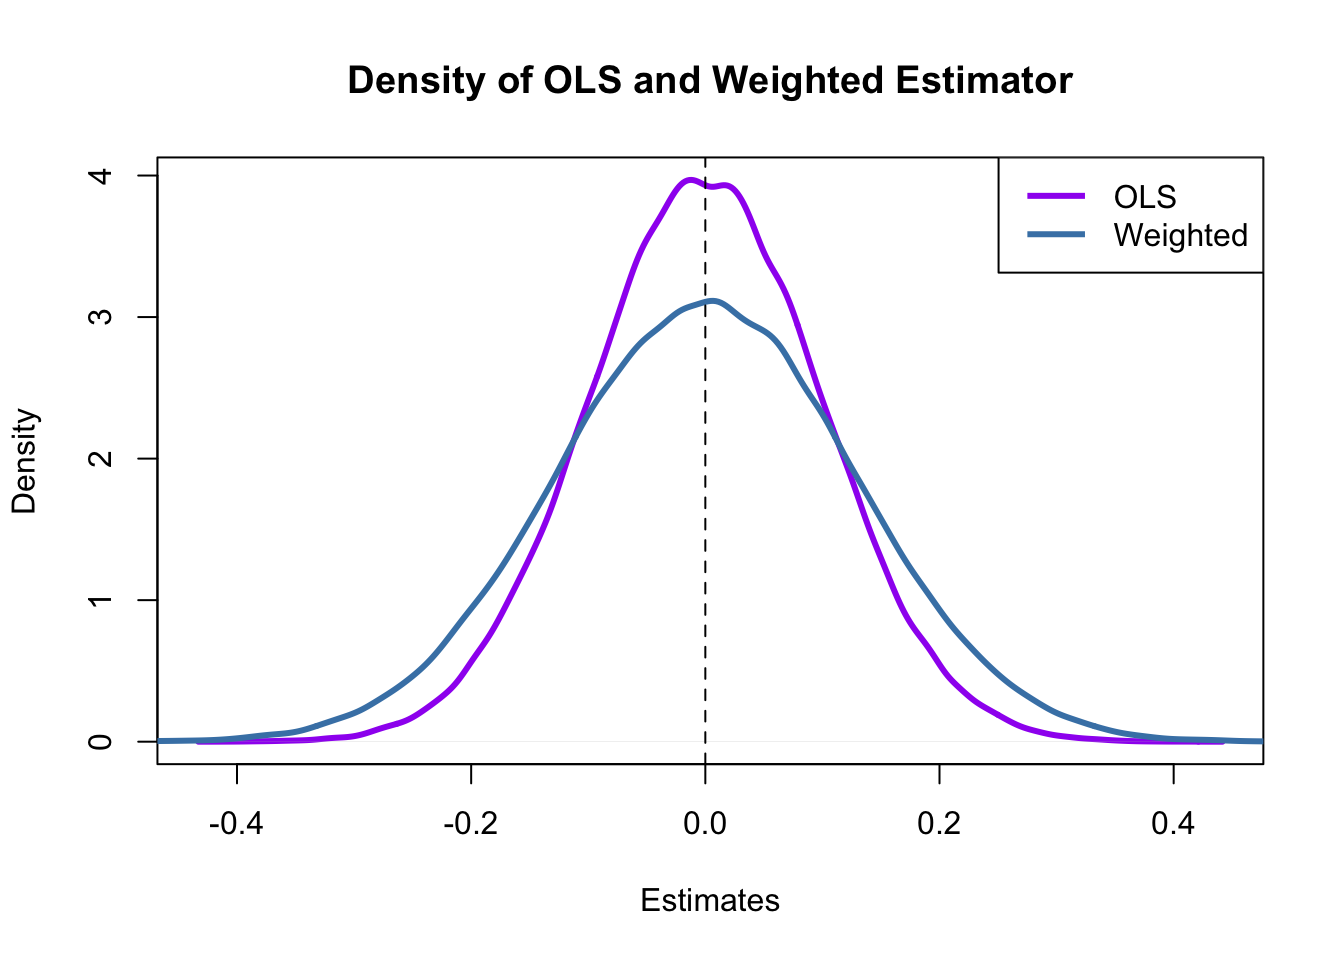 Density of OLS and Weighted Estimator
OLS
Weighted
4
3
2
1
0
Density
-0.4 -0.2 0.0 0.2 0.4
Estimates